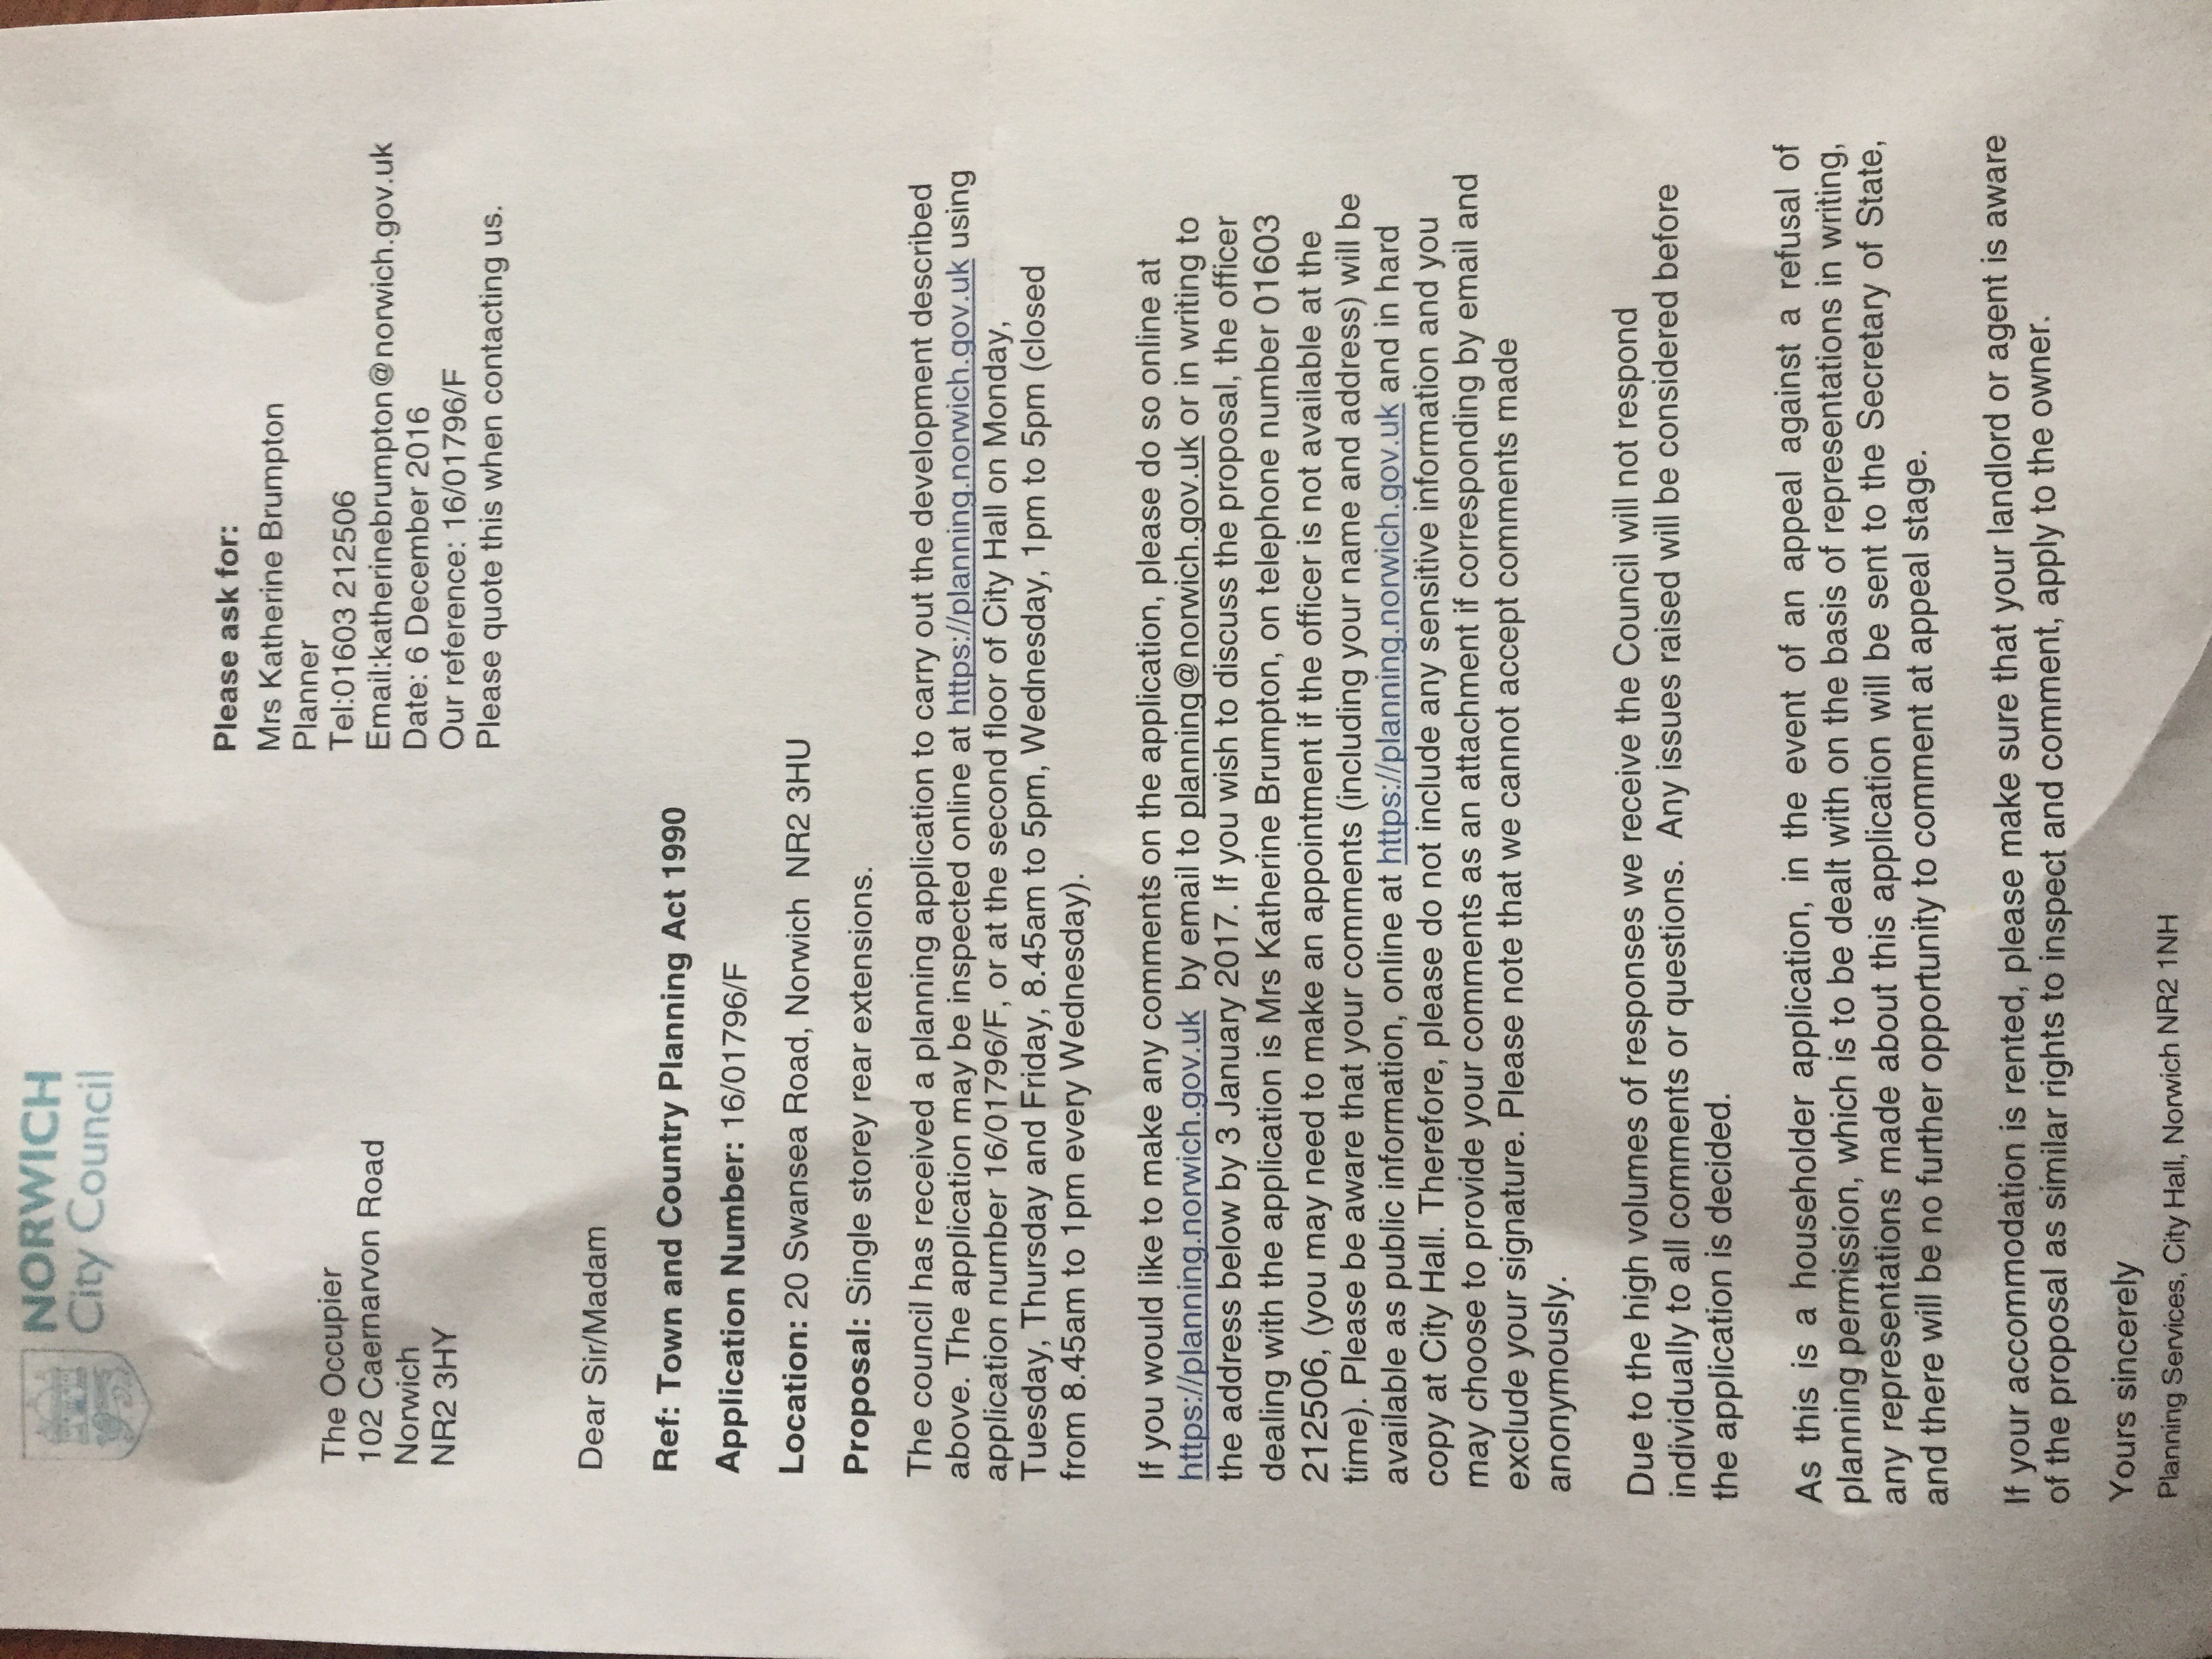 NORWICH
City Council
Please ask for:
Mrs Katherine Brumpton
Planner
Tel:01603 212506
Email:katherinebrumpton@norwich.gov.uk
Date: 6 December 2016
Our reference: 16/01796/F
Please quote this when contacting us.
The Occupier
102 Caernarvon Road
Norwich
NR2 3HY
Dear Sir/Madam
Ref: Town and Country Planning Act 1990
Application Number: 16/01796/F
Location: 20 Swansea Road, Norwich  NR2 3HU
Proposal: Single storey rear extensions.
The council has received a planning application to carry out the development described
above. The application may be inspected online at https://planning.norwich.gov.uk using
application number 16/01796/F, or at the second floor of City Hall on Monday,
Tuesday, Thursday and Friday, 8.45am to 5pm, Wednesday, 1pm to 5pm (closed
from 8.45am to 1pm every Wednesday).
If you would like to make any comments on the application, please do so online at
https://planning.norwich.gov.uk  by email to planning@norwich.gov.uk or in writing to
the address below by 3 January 2017. If you wish to discuss the proposal, the officer
dealing with the application is Mrs Katherine Brumpton, on telephone number 01603
212506, (you may need to make an appointment if the officer is not available at the
time). Please be aware that your comments (including your name and address) will be
available as public information, online at https://planning.norwich.gov.uk and in hard
copy at City Hall. Therefore, please do not include any sensitive information and you
may choose to provide your comments as an attachment if corresponding by email and
exclude your signature. Please note that we cannot accept comments made
anonymously.
Due to the high volumes of responses we receive the Council will not respond
individually to all comments or questions.  Any issues raised will be considered before
the application is decided.
As this is a householder application, in the event of an appeal against a refusal of
planning permission, which is to be dealt with on the basis of representations in writing,
any representations made about this application will be sent to the Secretary of State,
and there will be no further opportunity to comment at appeal stage.
If your accommodation is rented, please make sure that your landlord or agent is aware
of the proposal as similar rights to inspect and comment, apply to the owner.
Yours sincerely
Planning Services, City Hall, Norwich NR2 1NH